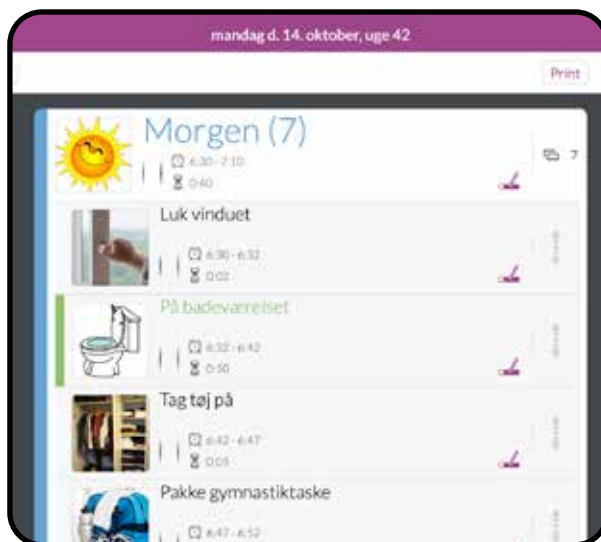 mandag d. 14. oktober, uge 42
Print
Morgen (7)
6:30 - 7:10
7
0:40
Luk vinduet
6:30 - 6:32
0:02
På badeværelset
6:32 - 6:42
0:10
Tag tøj på
6:42 - 6:47
0:05
Pakke gymnastiktaske
6:47 - 6:52